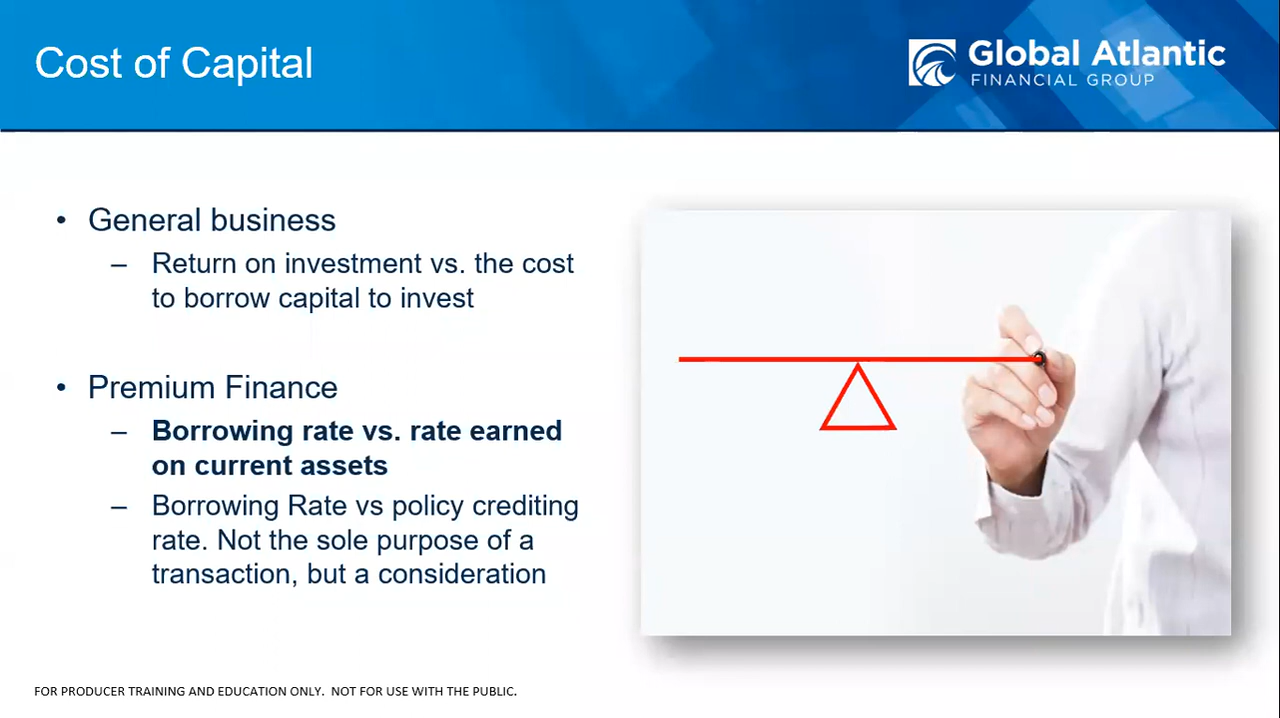 Cost of Capital
Global Atlantic
FINANCIAL GROUP
• General business
– Return on investment vs. the cost
to borrow capital to invest
• Premium Finance
– Borrowing rate vs. rate earned
on current assets
– Borrowing Rate vs policy crediting
rate. Not the sole purpose of a
transaction, but a consideration
FOR PRODUCER TRAINING AND EDUCATION ONLY. NOT FOR USE WITH THE PUBLIC.